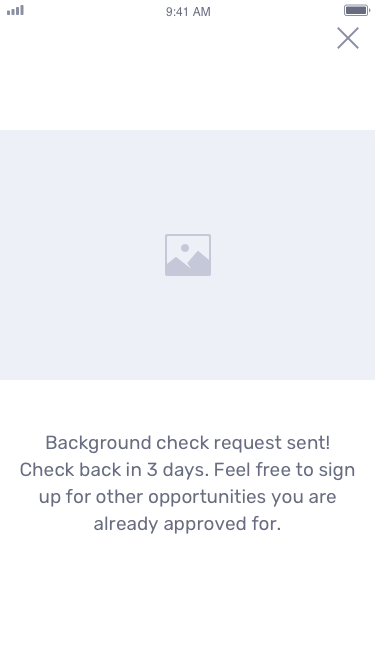 9:41 AM
Background check request sent!
Check back in 3 days. Feel free to sign
up for other opportunities you are
already approved for.